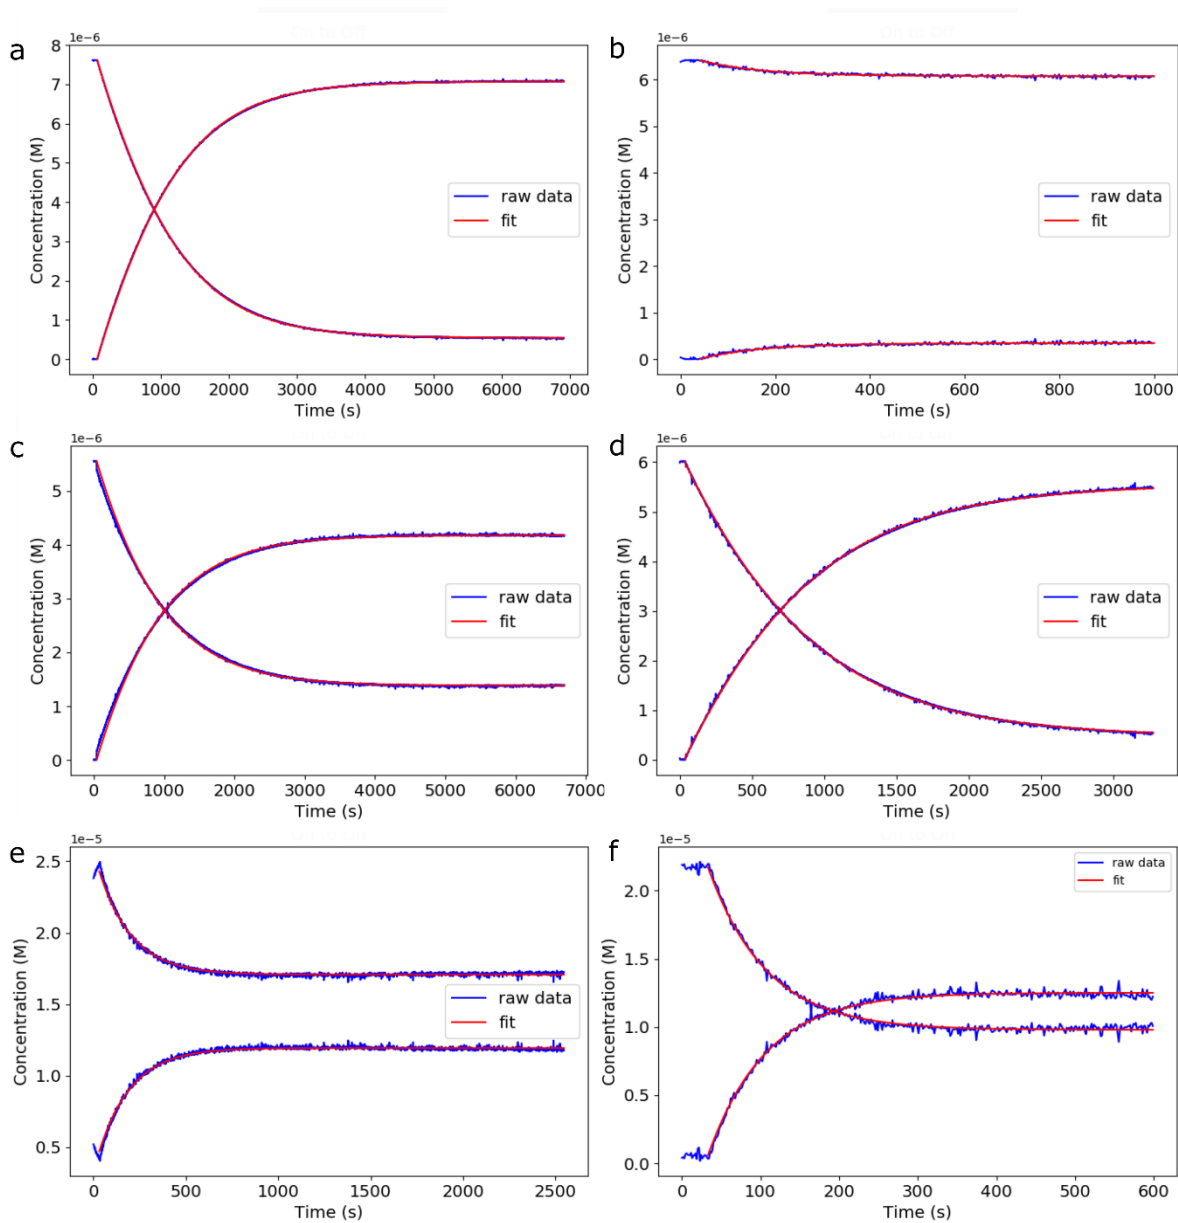 a
1e−6
8
7
6
5
4
3
2
1
0
Concentration (M)
raw data
fit
0 1000 2000 3000 4000 5000 6000 7000
Time (s)
b
1e−6
6
5
4
3
2
1
0
Concentration (M)
raw data
fit
0 200 400 600 800 1000
Time (s)
c
1e−6
5
4
3
2
1
0
Concentration (M)
raw data
fit
0 1000 2000 3000 4000 5000 6000 7000
Time (s)
d
1e−6
6
5
4
3
2
1
0
Concentration (M)
raw data
fit
0 500 1000 1500 2000 2500 3000
Time (s)
e
1e−5
2.5
2.0
1.5
1.0
0.5
Concentration (M)
raw data
fit
0 500 1000 1500 2000 2500
Time (s)
f
1e−5
2.0
1.5
1.0
0.5
0.0
Concentration (M)
raw data
fit
0 100 200 300 400 500 600
Time (s)